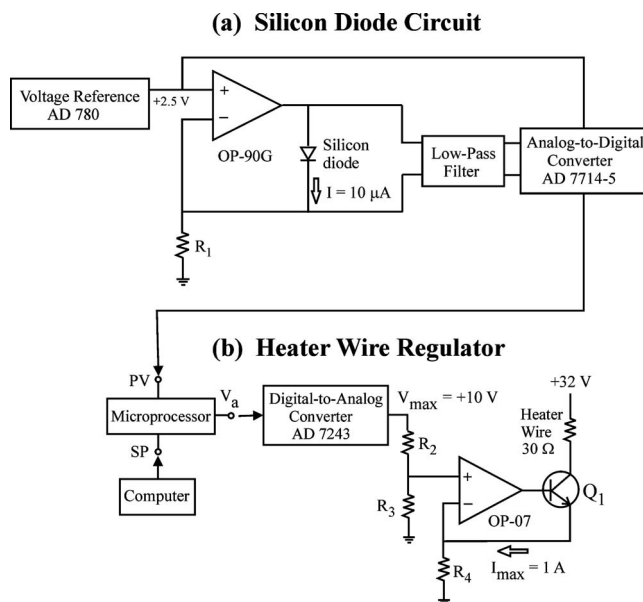 (a) Silicon Diode Circuit
Voltage Reference
AD 780
+2.5 V
+
−
OP-90G
Silicon
diode
I = 10 μA
Low-Pass
Filter
Analog-to-Digital
Converter
AD 7714-5
R1
(b) Heater Wire Regulator
PV
Microprocessor
Va
SP
Computer
Digital-to-Analog
Converter
AD 7243
Vmax = +10 V
R2
R3
+
−
OP-07
R4
Imax = 1 A
+32 V
Heater
Wire
30 Ω
Q1